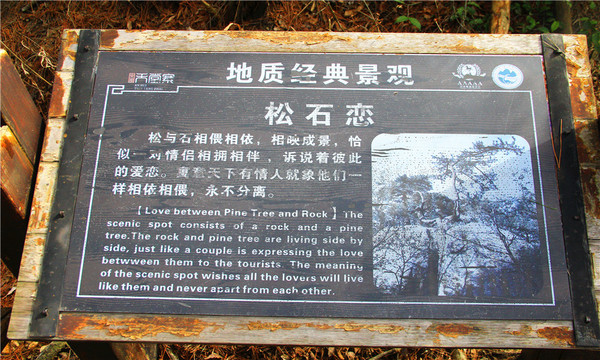 天堂寨
地质经典景观
AAAAA
松石恋
松与石相偎相依，相映成景，恰
似一对情侣相拥相伴，诉说着彼此
的爱恋。寓意天下有情人就象他们一
样相依相偎，永不分离。
【Love between Pine Tree and Rock】The
scenic spot consists of a rock and a pine
tree.The rock and pine tree are living side by
side, just like a couple is expressing the love
betwween them to the tourists. The meaning
of the scenic spot wishes all the lovers will live
like them and never apart from each other.